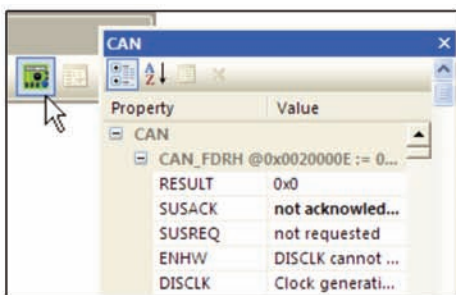 CAN
Property Value
CAN
CAN_FDRH @0x0020000E := 0...
RESULT 0x0
SUSACK not acknowled...
SUSREQ not requested
ENHW DISCLK cannot ...
DISCLK Clock generati...